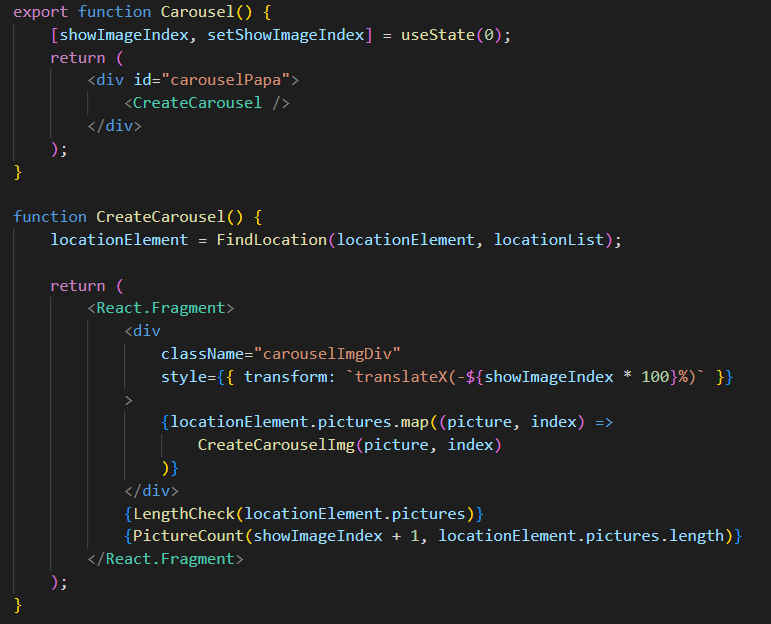 export function Carousel() {
    [showImageIndex, setShowImageIndex] = useState(0);
    return (
        <div id="carouselPapa">
            <CreateCarousel />
        </div>
    );
}

function CreateCarousel() {
    locationElement = FindLocation(locationElement, locationList);

    return (
        <React.Fragment>
            <div
                className="carouselImgDiv"
                style={{ transform: `translateX(-${showImageIndex * 100}%)` }}
            >
                {locationElement.pictures.map((picture, index) =>
                    CreateCarouselImg(picture, index)
                )}
            </div>
            {LengthCheck(locationElement.pictures)}
            {PictureCount(showImageIndex + 1, locationElement.pictures.length)}
        </React.Fragment>
    );
}